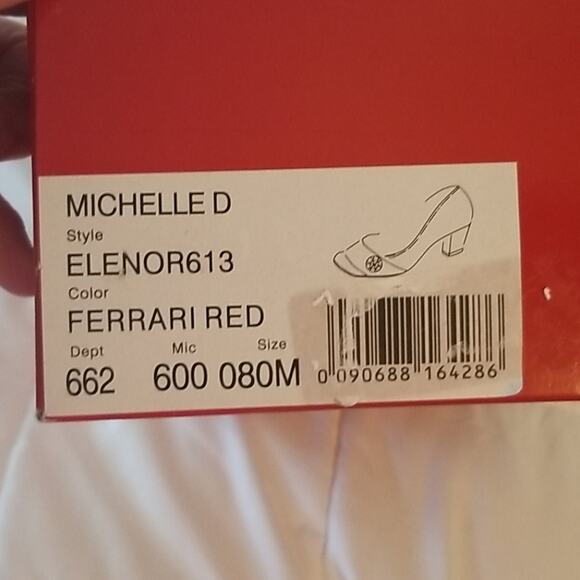 MICHELLE D
Style
ELENOR613
Color
FERRARI RED
Dept Mic Size
662 600 080M
0 090688 164286